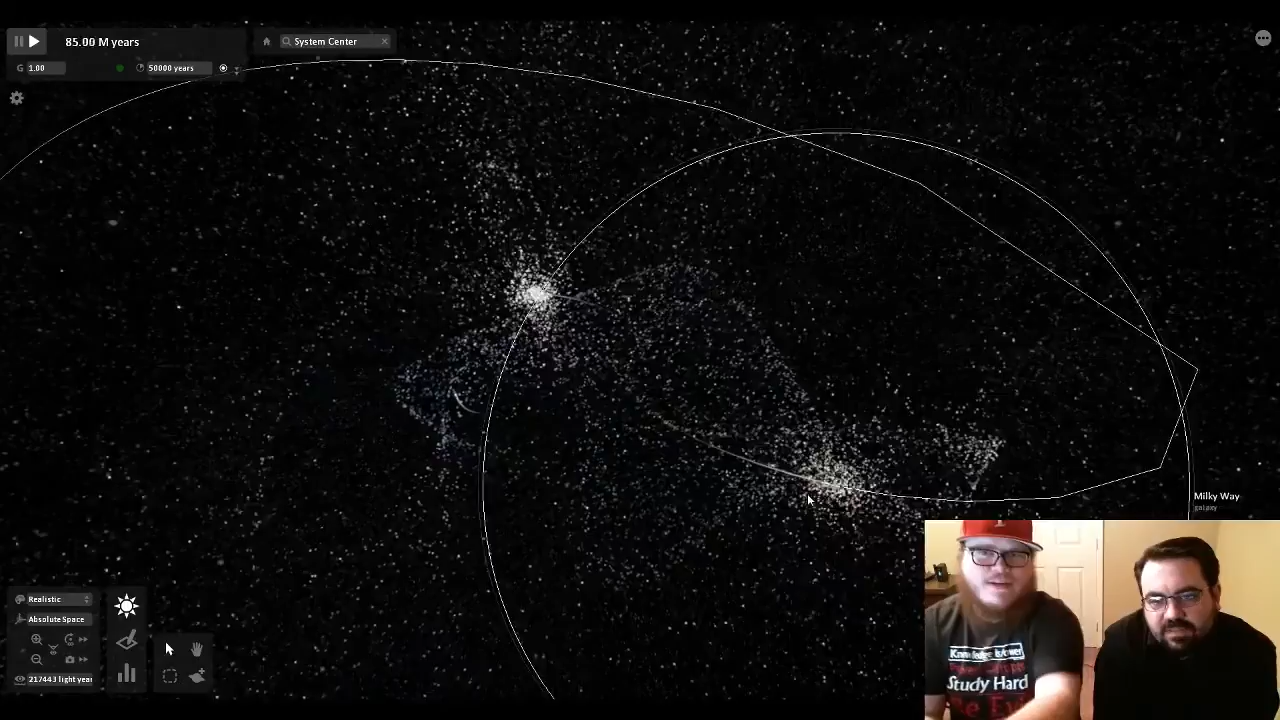 85.00 M years
System Center
G 1.00
50000 years
Milky Way
galaxy
Realistic
Absolute Space
217443 light year
Study Hard